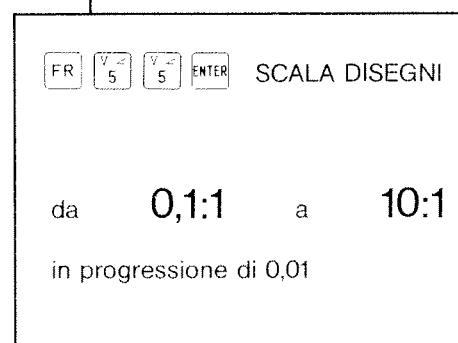 FR 5 5 ENTER SCALA DISEGNI
da 0,1:1 a 10:1
in progressione di 0,01